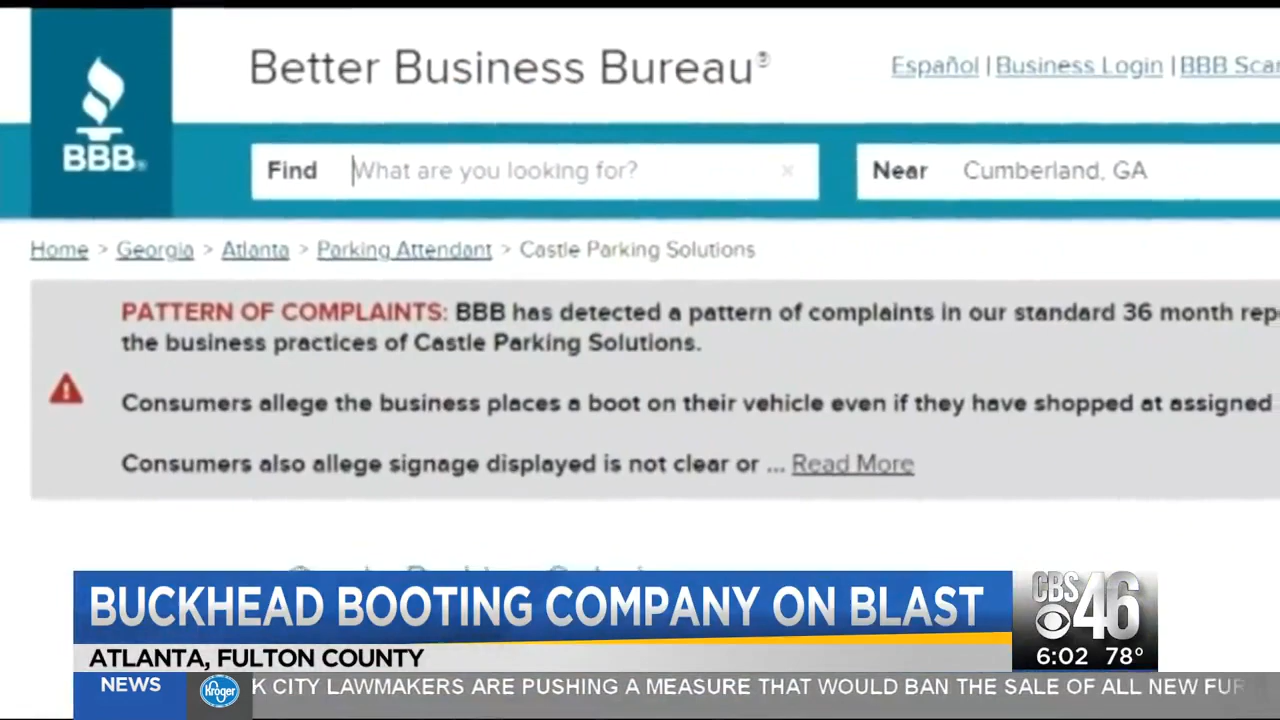 Better Business Bureau®
Español | Business Login | BBB Scar
BBB®
Find What are you looking for? ×
Near Cumberland, GA
Home > Georgia > Atlanta > Parking Attendant > Castle Parking Solutions
PATTERN OF COMPLAINTS: BBB has detected a pattern of complaints in our standard 36 month rep
the business practices of Castle Parking Solutions.
Consumers allege the business places a boot on their vehicle even if they have shopped at assigned
Consumers also allege signage displayed is not clear or ... Read More
BUCKHEAD BOOTING COMPANY ON BLAST
ATLANTA, FULTON COUNTY
CBS 46
6:02 78°
NEWS Kroger K CITY LAWMAKERS ARE PUSHING A MEASURE THAT WOULD BAN THE SALE OF ALL NEW FUR